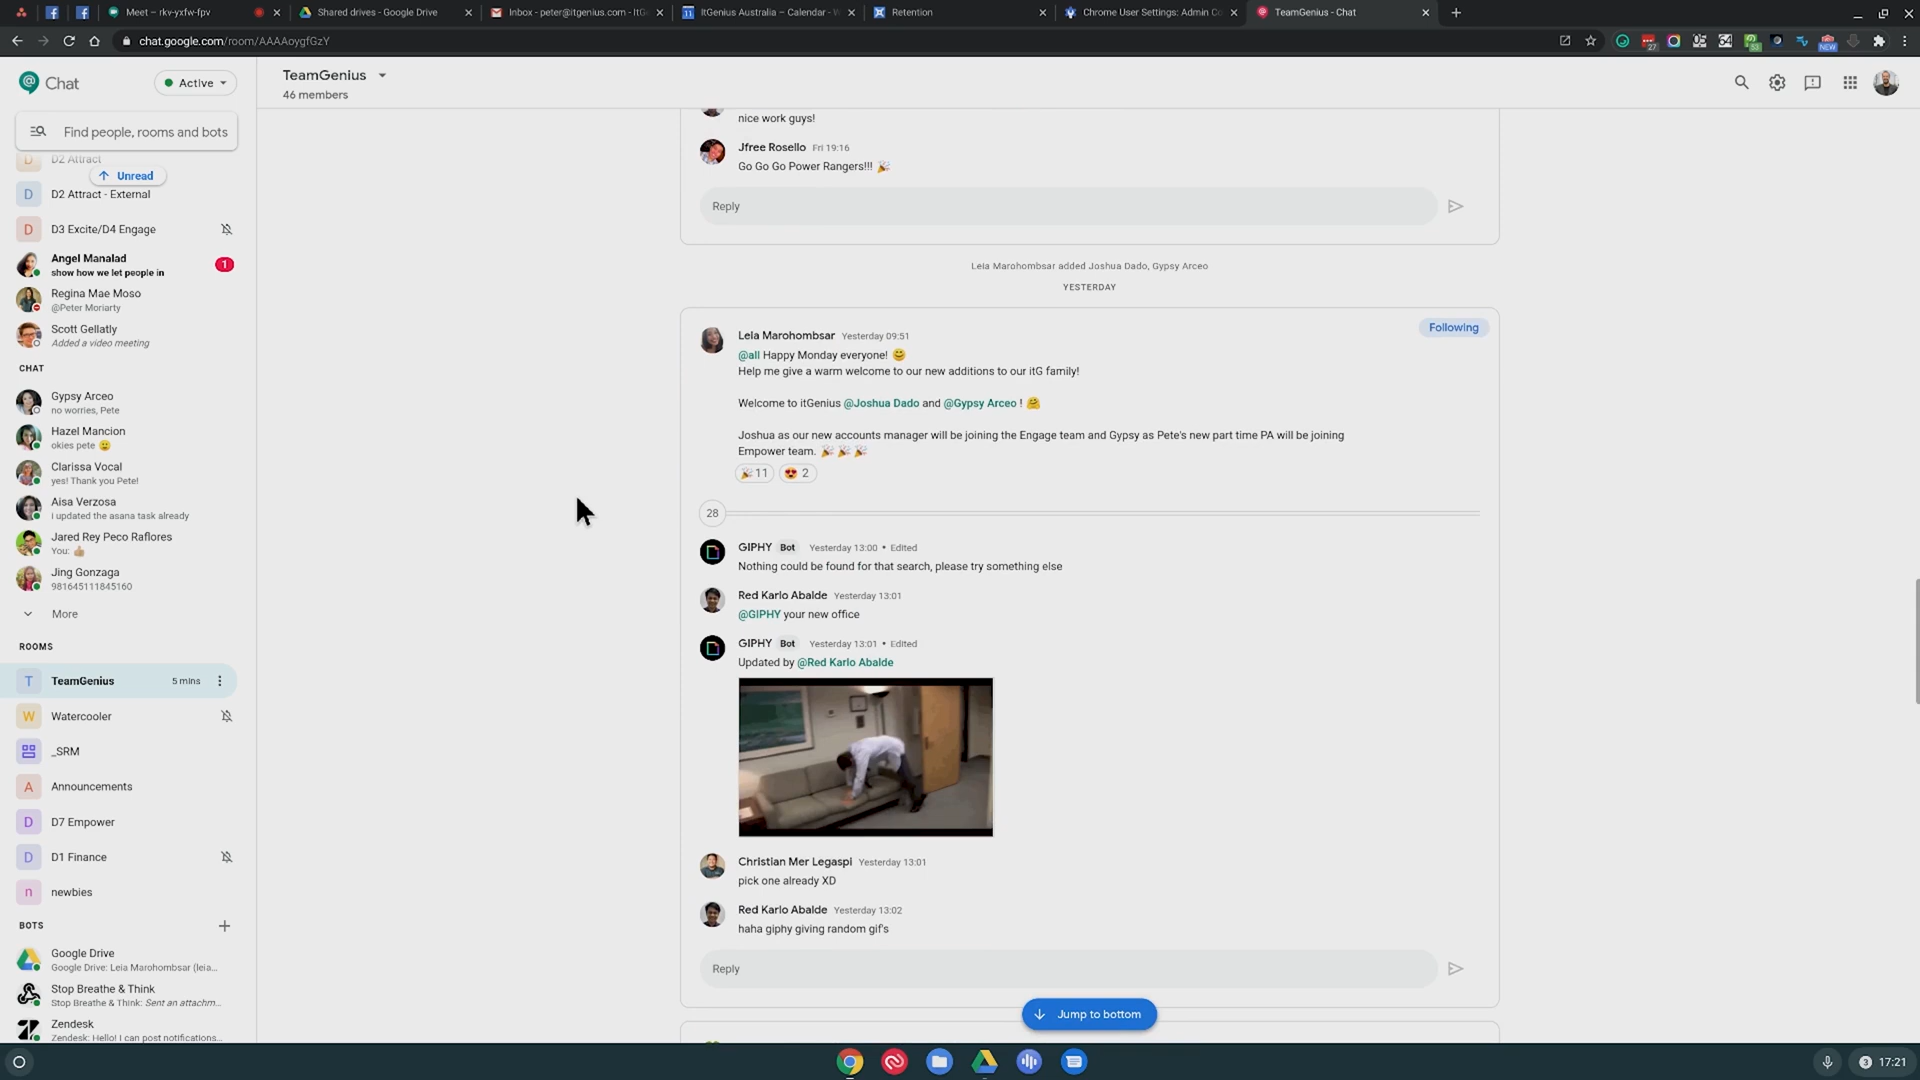 Meet – rkv-yxfw-fpv
Shared drives - Google Drive
Inbox - peter@itgenius.com - ItG
ItGenius Australia – Calendar - W
Retention
Chrome User Settings: Admin Co
TeamGenius - Chat
chat.google.com/room/AAAAoygfGzY
27
33
NEW
Chat
Active
TeamGenius
46 members
Find people, rooms and bots
D2 Attract
Unread
D D2 Attract - External
D D3 Excite/D4 Engage
Angel Manalad
show how we let people in
1
Regina Mae Moso
@Peter Moriarty
Scott Gellatly
Added a video meeting
CHAT
Gypsy Arceo
no worries, Pete
Hazel Mancion
okies pete 😕
Clarissa Vocal
yes! Thank you Pete!
Aisa Verzosa
i updated the asana task already
Jared Rey Peco Raflores
You: 👍
Jing Gonzaga
981645111845160
More
ROOMS
T TeamGenius 5 mins
W Watercooler
_SRM
A Announcements
D D7 Empower
D D1 Finance
n newbies
BOTS
Google Drive
Google Drive: Leia Marohombsar (leia...
Stop Breathe & Think
Stop Breathe & Think: Sent an attachm...
Zendesk
Zendesk: Hello! I can post notifications...
nice work guys!
Jfree Rosello Fri 19:16
Go Go Go Power Rangers!!! 🎉
Reply
Leia Marohombsar added Joshua Dado, Gypsy Arceo
YESTERDAY
Following
Leia Marohombsar Yesterday 09:51
@all Happy Monday everyone! 😊
Help me give a warm welcome to our new additions to our itG family!
Welcome to itGenius @Joshua Dado and @Gypsy Arceo ! 🤗
Joshua as our new accounts manager will be joining the Engage team and Gypsy as Pete's new part time PA will be joining
Empower team. 🎉 🎉 🎉
🎉 11 😍 2
28
GIPHY Bot Yesterday 13:00 • Edited
Nothing could be found for that search, please try something else
Red Karlo Abalde Yesterday 13:01
@GIPHY your new office
GIPHY Bot Yesterday 13:01 • Edited
Updated by @Red Karlo Abalde
Christian Mer Legaspi Yesterday 13:01
pick one already XD
Red Karlo Abalde Yesterday 13:02
haha giphy giving random gif's
Reply
Jump to bottom
3 17:21